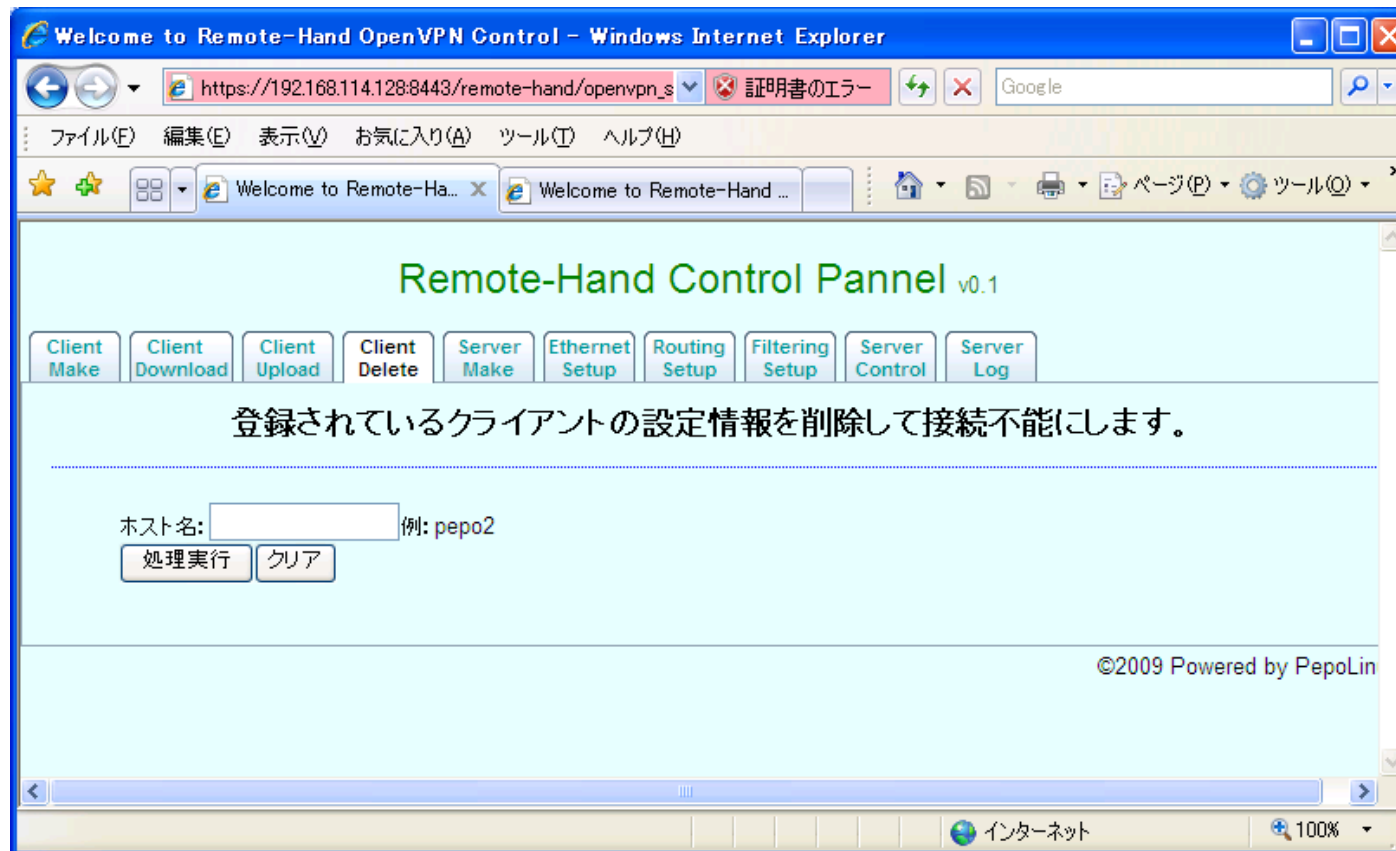 Welcome to Remote-Hand OpenVPN Control - Windows Internet Explorer
https://192.168.114.128:8443/remote-hand/openvpn_s 証明書のエラー Google
ファイル(F) 編集(E) 表示(V) お気に入り(A) ツール(T) ヘルプ(H)
Welcome to Remote-Ha... Welcome to Remote-Hand ... ページ(P) ツール(O)
Remote-Hand Control Pannel v0.1
Client Make Client Download Client Upload Client Delete Server Make Ethernet Setup Routing Setup Filtering Setup Server Control Server Log
登録されているクライアントの設定情報を削除して接続不能にします。
ホスト名: 例: pepo2
処理実行 クリア
©2009 Powered by PepoLin
インターネット 100%